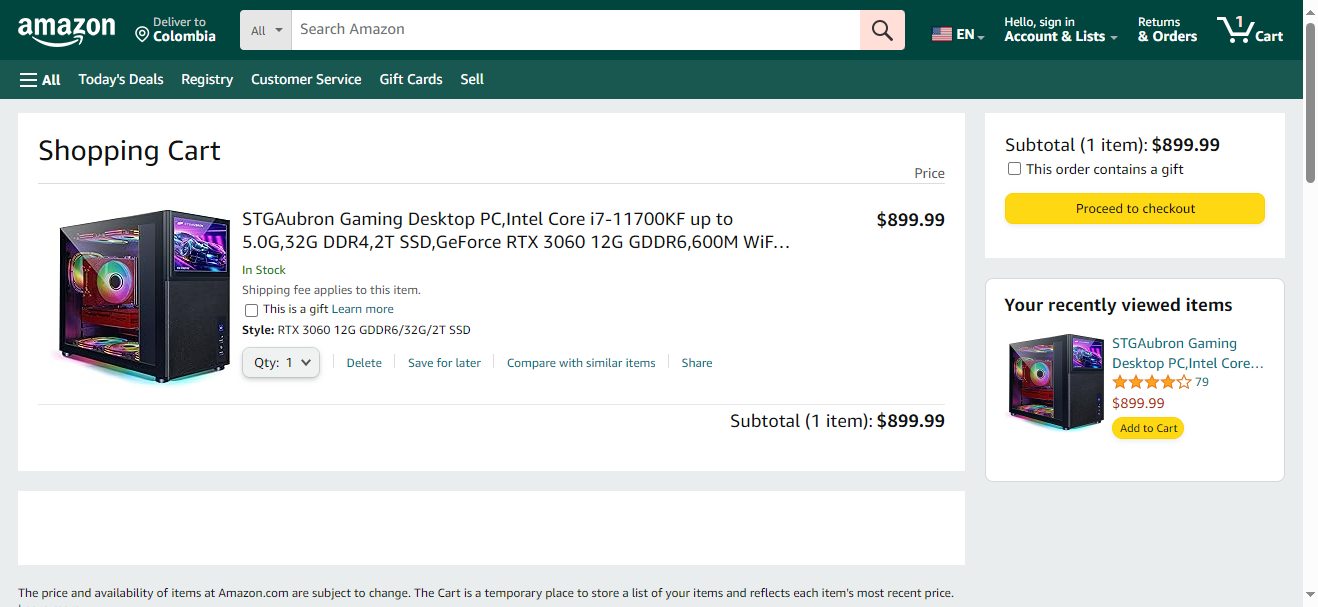 amazon
Deliver to
Colombia
All
Search Amazon
EN
Hello, sign in
Account & Lists
Returns
& Orders
1
Cart
All
Today's Deals
Registry
Customer Service
Gift Cards
Sell
Shopping Cart
Price
STGAubron Gaming Desktop PC,Intel Core i7-11700KF up to
5.0G,32G DDR4,2T SSD,GeForce RTX 3060 12G GDDR6,600M WiF…
$899.99
In Stock
Shipping fee applies to this item.
This is a gift Learn more
Style: RTX 3060 12G GDDR6/32G/2T SSD
Qty: 1
Delete
Save for later
Compare with similar items
Share
Subtotal (1 item): $899.99
Subtotal (1 item): $899.99
This order contains a gift
Proceed to checkout
Your recently viewed items
STGAubron Gaming
Desktop PC,Intel Core…
79
$899.99
Add to Cart
The price and availability of items at Amazon.com are subject to change. The Cart is a temporary place to store a list of your items and reflects each item's most recent price.